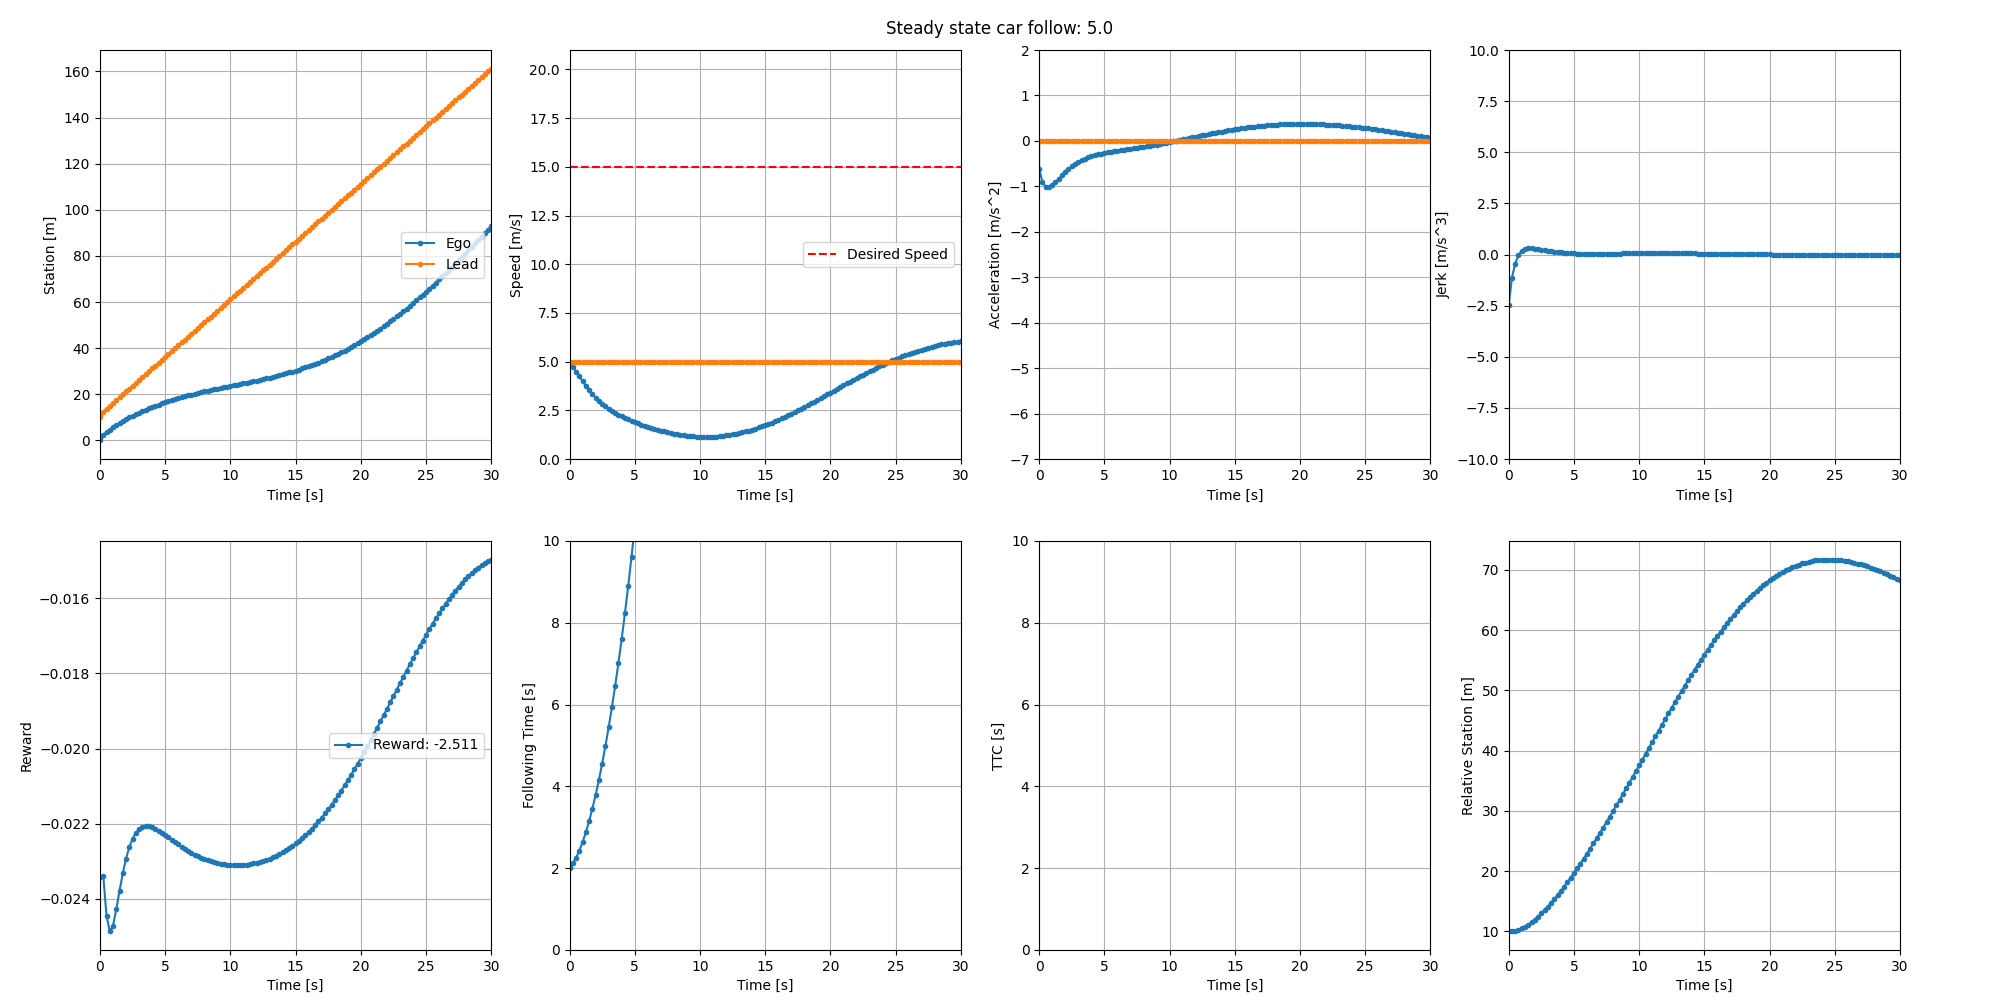 Steady state car follow: 5.0
Station [m]
160
140
120
100
80
60
40
20
0
Ego
Lead
0 5 10 15 20 25 30
Time [s]
Speed [m/s]
20.0
17.5
15.0
12.5
10.0
7.5
5.0
2.5
0.0
Desired Speed
0 5 10 15 20 25 30
Time [s]
Acceleration [m/s^2]
2
1
0
−1
−2
−3
−4
−5
−6
−7
0 5 10 15 20 25 30
Time [s]
Jerk [m/s^3]
10.0
7.5
5.0
2.5
0.0
−2.5
−5.0
−7.5
−10.0
0 5 10 15 20 25 30
Time [s]
Reward
−0.016
−0.018
−0.020
−0.022
−0.024
Reward: -2.511
0 5 10 15 20 25 30
Time [s]
Following Time [s]
10
8
6
4
2
0
0 5 10 15 20 25 30
Time [s]
TTC [s]
10
8
6
4
2
0
0 5 10 15 20 25 30
Time [s]
Relative Station [m]
70
60
50
40
30
20
10
0 5 10 15 20 25 30
Time [s]